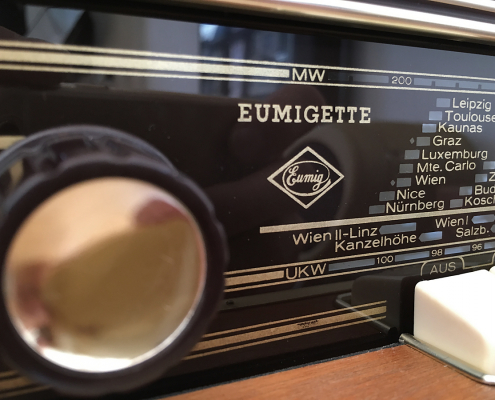 MW 200
EUMIGETTE
Eumig
Leipzig
Toulouse
Kaunas
Graz
Luxemburg
Mte. Carlo
Wien
Nice
Nürnberg
Wien II-Linz Wien I
Kanzelhöhe Salzb.
UKW 100 98 96
AUS